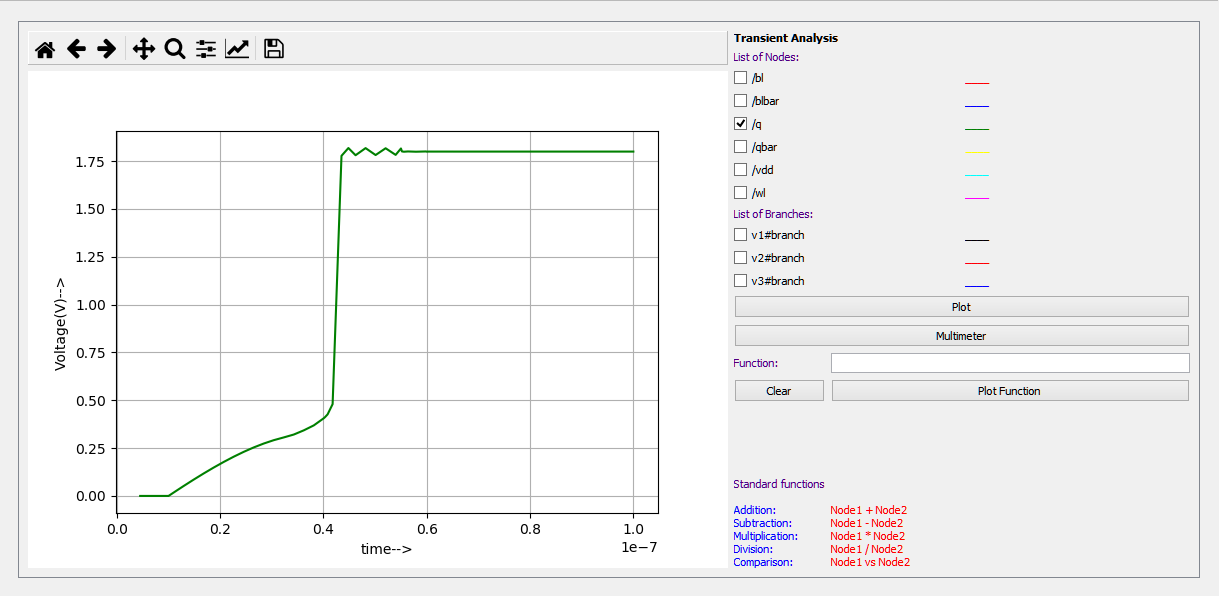 Transient Analysis
List of Nodes:
/bl
/blbar
/q
/qbar
/vdd
/wl
List of Branches:
v1#branch
v2#branch
v3#branch
Plot
Multimeter
Function:
Clear Plot Function
Standard functions
Addition: Node1 + Node2
Subtraction: Node1 - Node2
Multiplication: Node1 * Node2
Division: Node1 / Node2
Comparison: Node1 vs Node2
Voltage(V)-->
1.75
1.50
1.25
1.00
0.75
0.50
0.25
0.00
0.0 0.2 0.4 0.6 0.8 1.0
1e−7
time-->